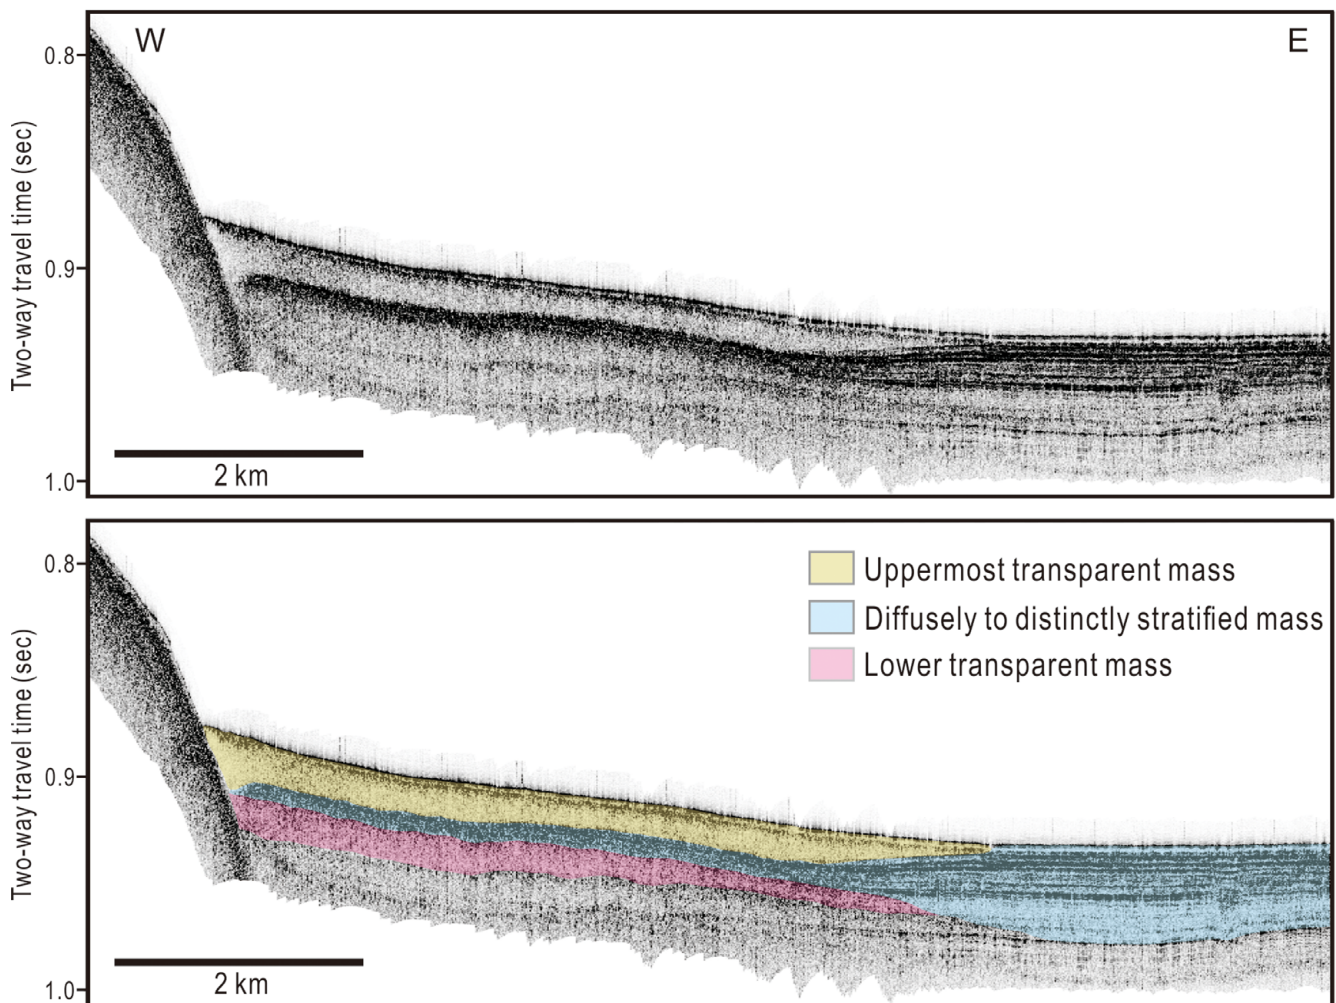 W
E
0.8
0.9
1.0
Two-way travel time (sec)
2 km
Uppermost transparent mass
Diffusely to distinctly stratified mass
Lower transparent mass
0.8
0.9
1.0
Two-way travel time (sec)
2 km